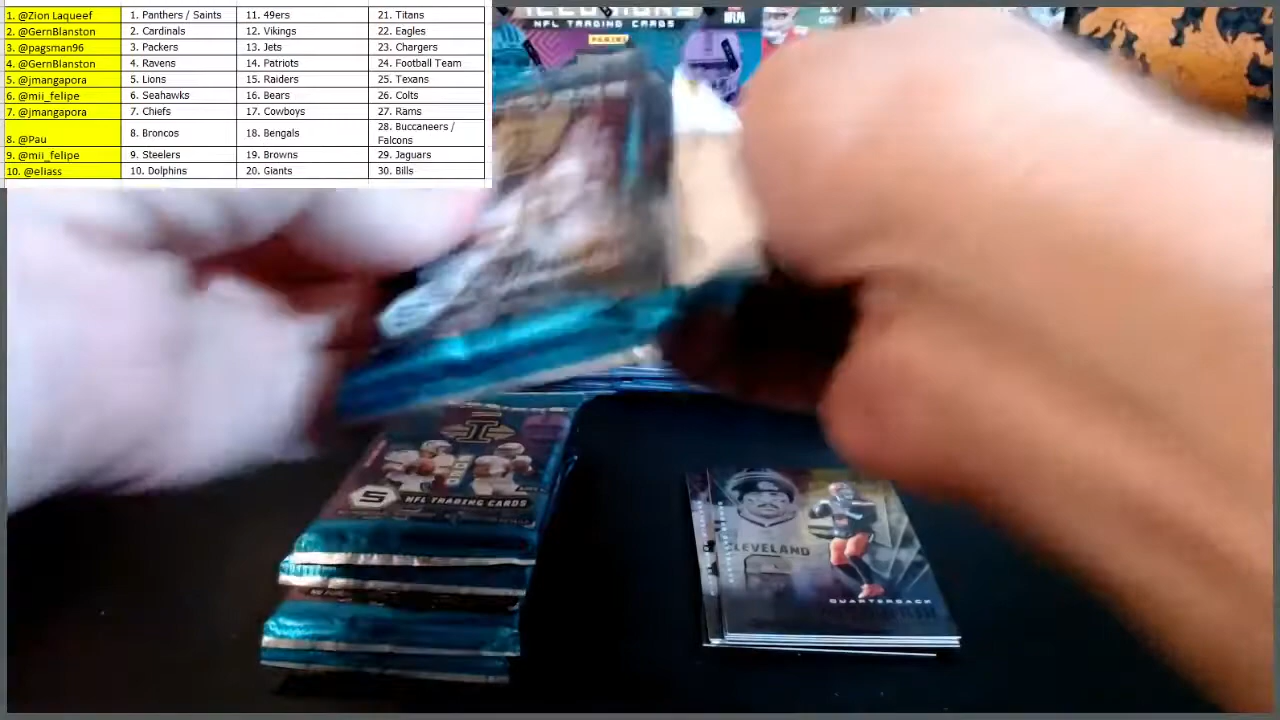 1. @Zion Laqueef 1. Panthers / Saints 11. 49ers 21. Titans
2. @GernBlanston 2. Cardinals 12. Vikings 22. Eagles
3. @pagsman96 3. Packers 13. Jets 23. Chargers
4. @GernBlanston 4. Ravens 14. Patriots 24. Football Team
5. @jmangapora 5. Lions 15. Raiders 25. Texans
6. @mii_felipe 6. Seahawks 16. Bears 26. Colts
7. @jmangapora 7. Chiefs 17. Cowboys 27. Rams
8. @Pau 8. Broncos 18. Bengals 28. Buccaneers / Falcons
9. @mii_felipe 9. Steelers 19. Browns 29. Jaguars
10. @eliass 10. Dolphins 20. Giants 30. Bills
ILLUSIONS
NFL TRADING CARDS
PANINI
I
2020
5 NFL TRADING CARDS
CLEVELAND
QUARTERBACK